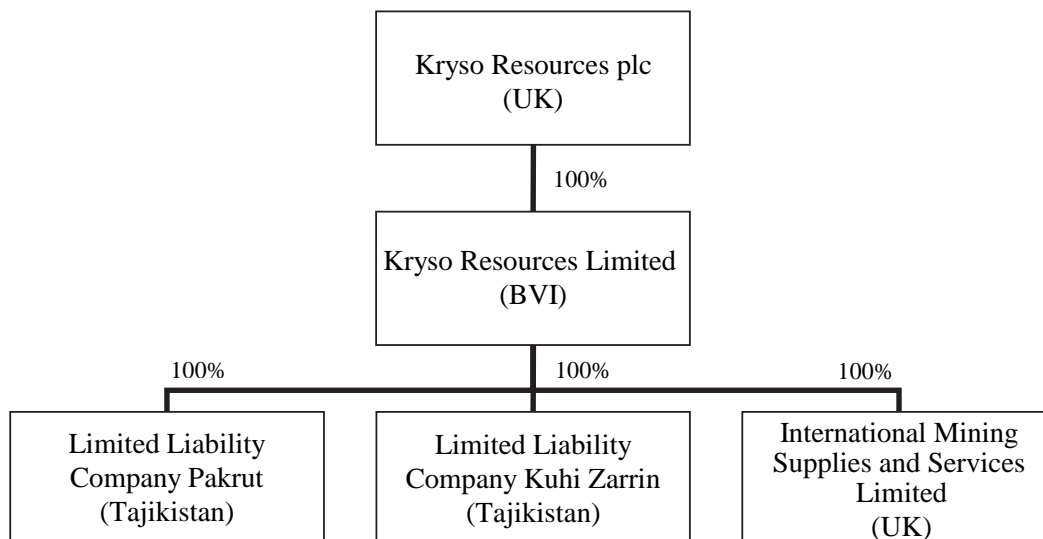 Kryso Resources plc
(UK)
100%
Kryso Resources Limited
(BVI)
100%
100%
100%
Limited Liability
Company Pakrut
(Tajikistan)
Limited Liability
Company Kuhi Zarrin
(Tajikistan)
International Mining
Supplies and Services
Limited
(UK)